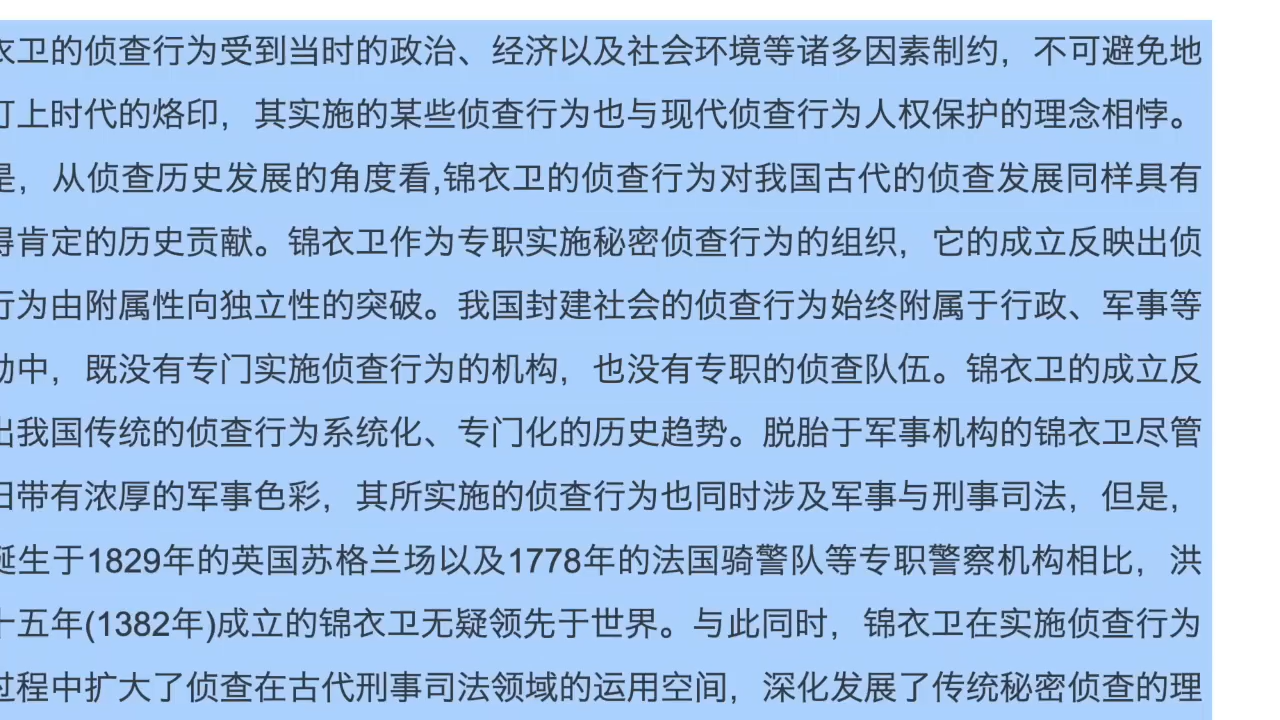 衣卫的侦查行为受到当时的政治、经济以及社会环境等诸多因素制约，不可避免地
打上时代的烙印，其实施的某些侦查行为也与现代侦查行为人权保护的理念相悖。
是，从侦查历史发展的角度看,锦衣卫的侦查行为对我国古代的侦查发展同样具有
得肯定的历史贡献。锦衣卫作为专职实施秘密侦查行为的组织，它的成立反映出侦
行为由附属性向独立性的突破。我国封建社会的侦查行为始终附属于行政、军事等
动中，既没有专门实施侦查行为的机构，也没有专职的侦查队伍。锦衣卫的成立反
出我国传统的侦查行为系统化、专门化的历史趋势。脱胎于军事机构的锦衣卫尽管
旧带有浓厚的军事色彩，其所实施的侦查行为也同时涉及军事与刑事司法，但是，
诞生于1829年的英国苏格兰场以及1778年的法国骑警队等专职警察机构相比，洪
十五年(1382年)成立的锦衣卫无疑领先于世界。与此同时，锦衣卫在实施侦查行为
过程中扩大了侦查在古代刑事司法领域的运用空间，深化发展了传统秘密侦查的理